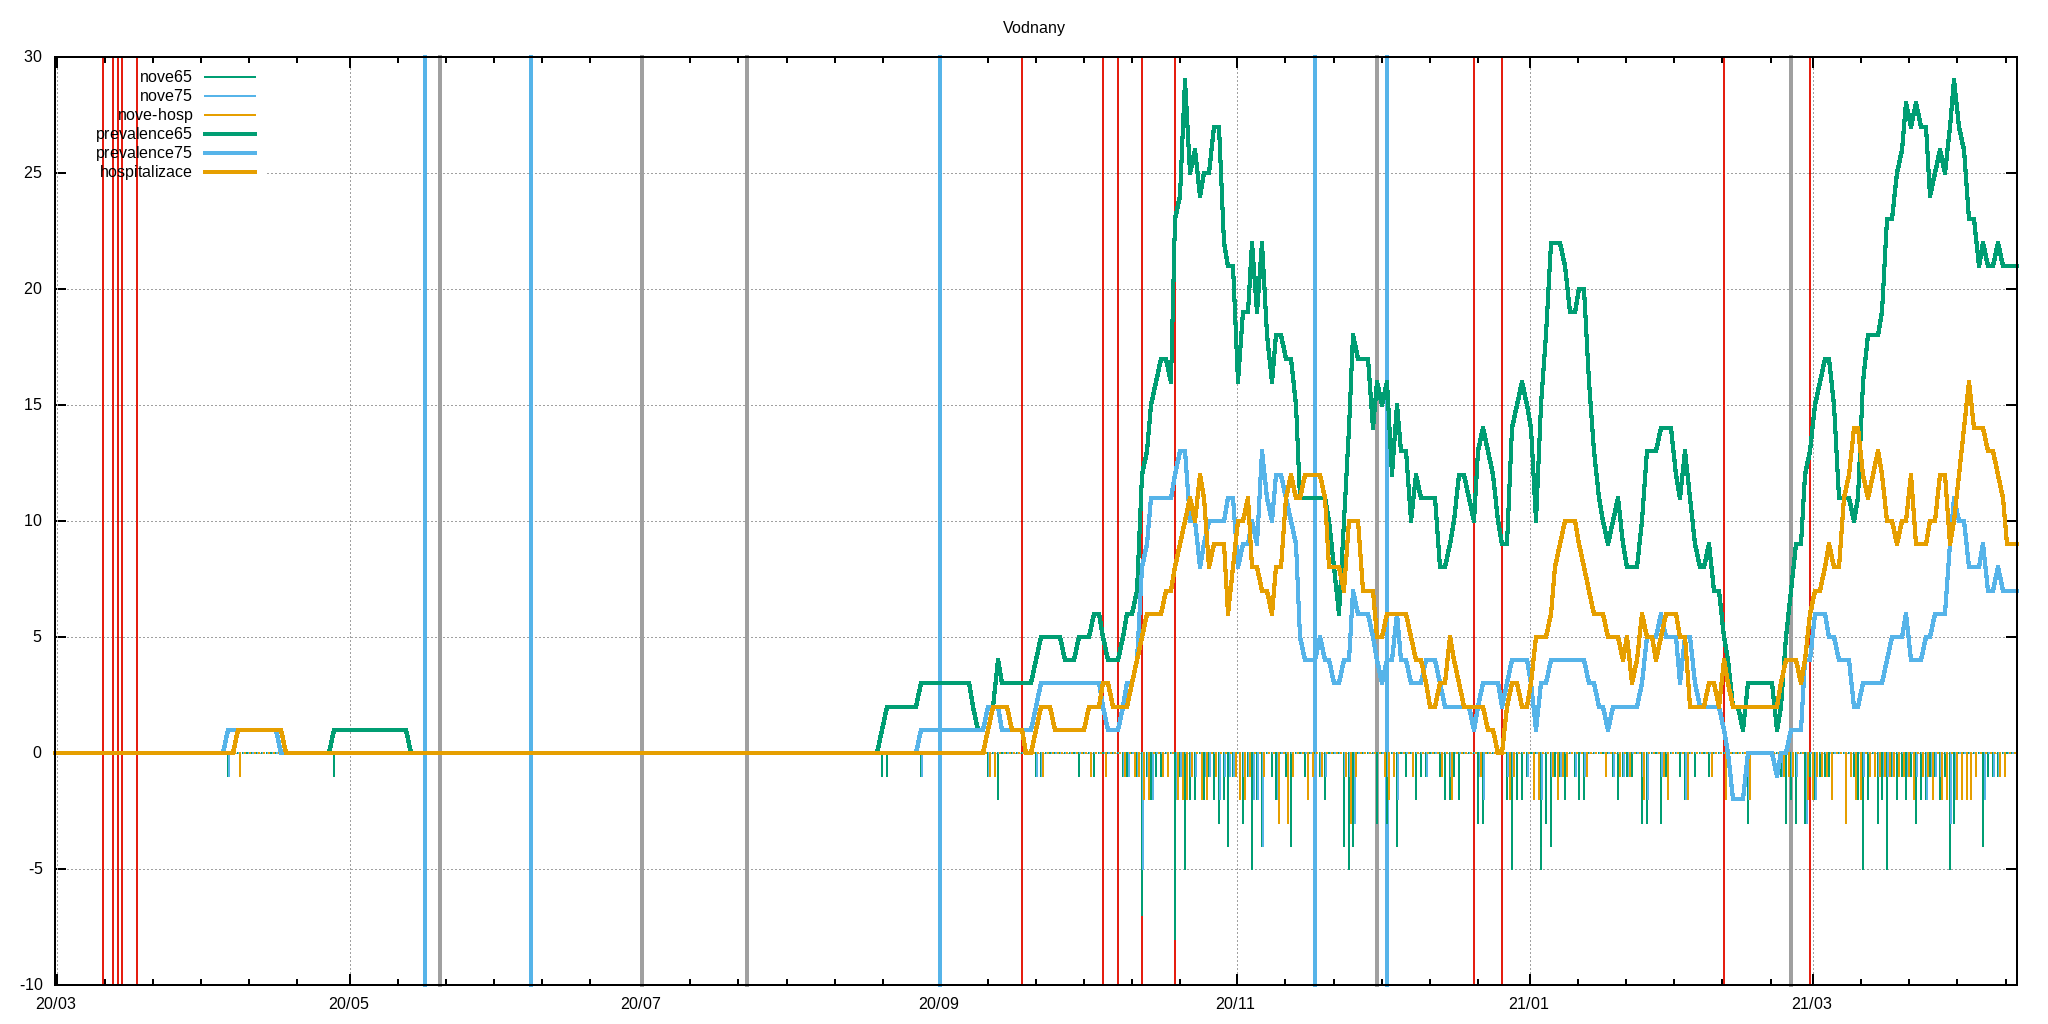 Vodnany
30
nove65
nove75
nove-hosp
prevalence65
prevalence75
hospitalizace
25
20
15
10
5
0
-5
-10
20/03 20/05 20/07 20/09 20/11 21/01 21/03